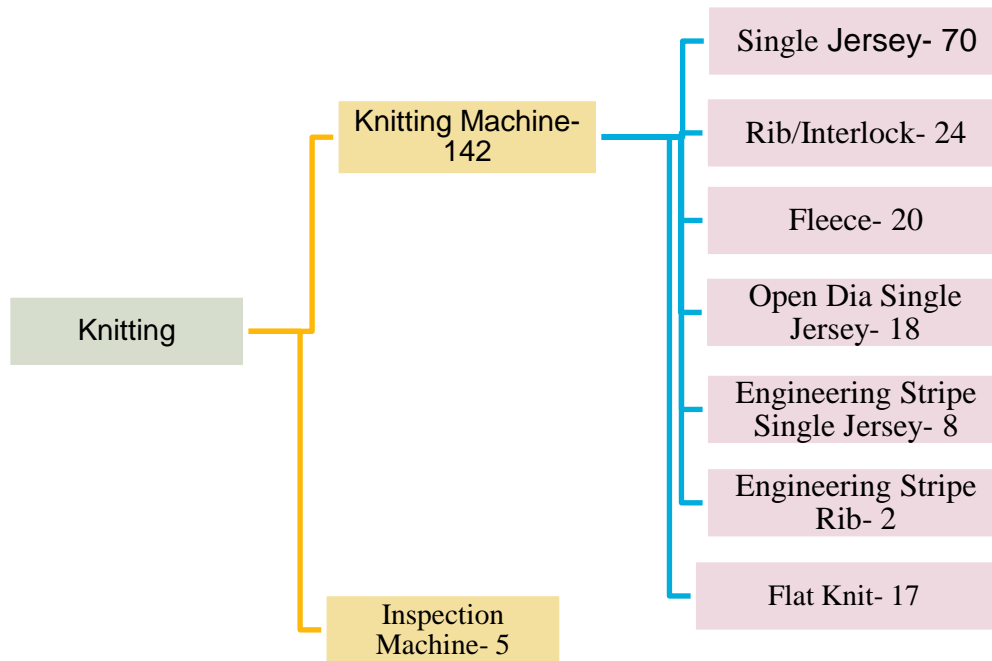 Knitting
Knitting Machine-
142
Inspection
Machine- 5
Single Jersey- 70
Rib/Interlock- 24
Fleece- 20
Open Dia Single
Jersey- 18
Engineering Stripe
Single Jersey- 8
Engineering Stripe
Rib- 2
Flat Knit- 17